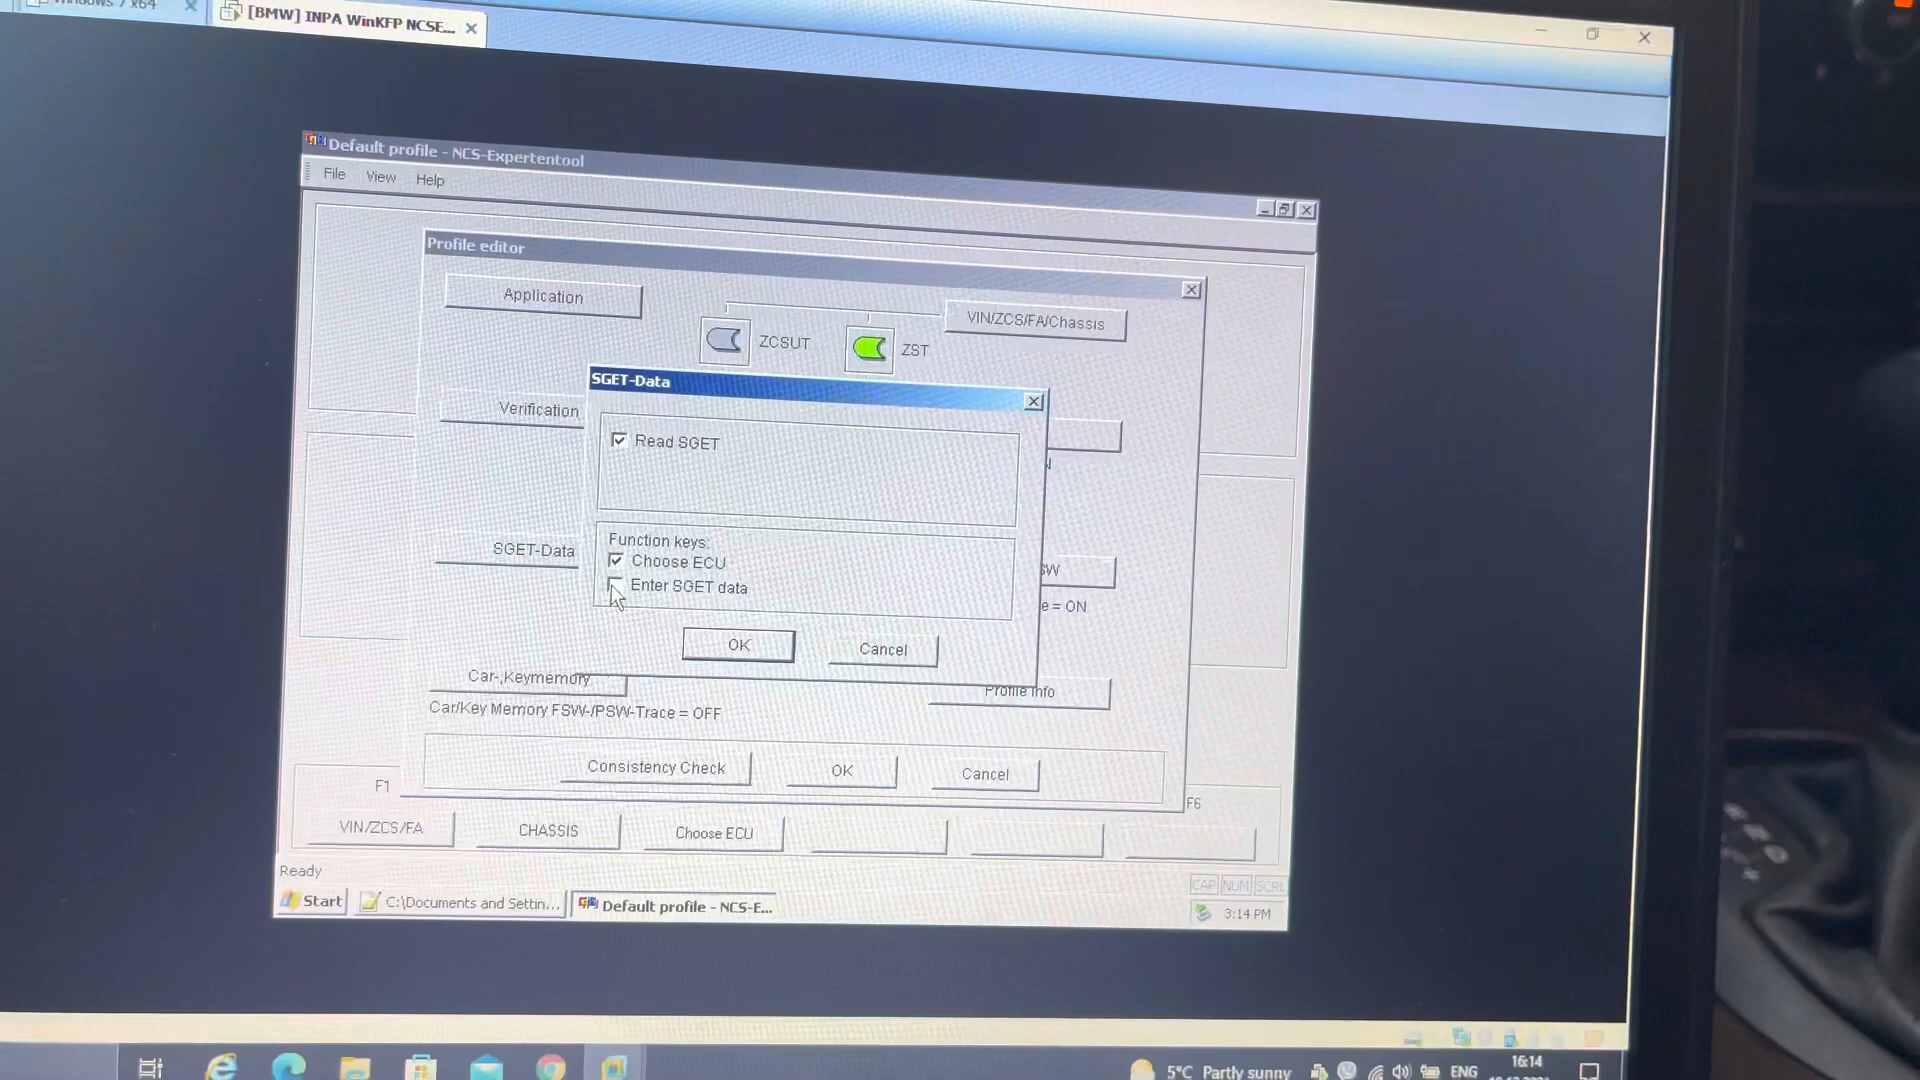 [BMW] INPA WinKFP NCSE...
Default profile - NCS-Expertentool
File View Help
Profile editor
Application
ZCSUT
ZST
VIN/ZCS/FA/Chassis
SGET-Data
Verification
Read SGET
SGET-Data
Function keys:
Choose ECU
Enter SGET data
e = ON
OK
Cancel
Car-,Keymemory
Profile Info
Car/Key Memory FSW-/PSW-Trace = OFF
Consistency Check
OK
Cancel
F1
F6
VIN/ZCS/FA
CHASSIS
Choose ECU
Ready
CAP NUM SCRL
Start
C:\Documents and Settin...
Default profile - NCS-E...
3:14 PM
5°C Partly sunny
ENG
16:14